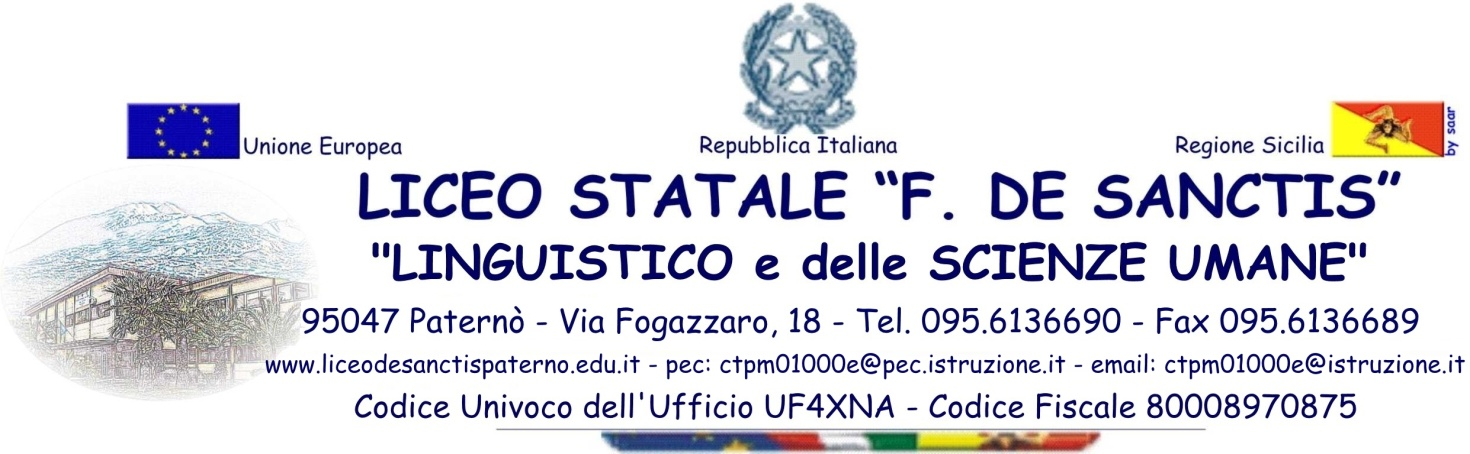 Unione Europea
Repubblica Italiana
Regione Sicilia
by saar
LICEO STATALE “F. DE SANCTIS”
"LINGUISTICO e delle SCIENZE UMANE"
95047 Paternò - Via Fogazzaro, 18 - Tel. 095.6136690 - Fax 095.6136689
www.liceodesanctispaterno.edu.it - pec: ctpm01000e@pec.istruzione.it - email: ctpm01000e@istruzione.it
Codice Univoco dell'Ufficio UF4XNA - Codice Fiscale 80008970875